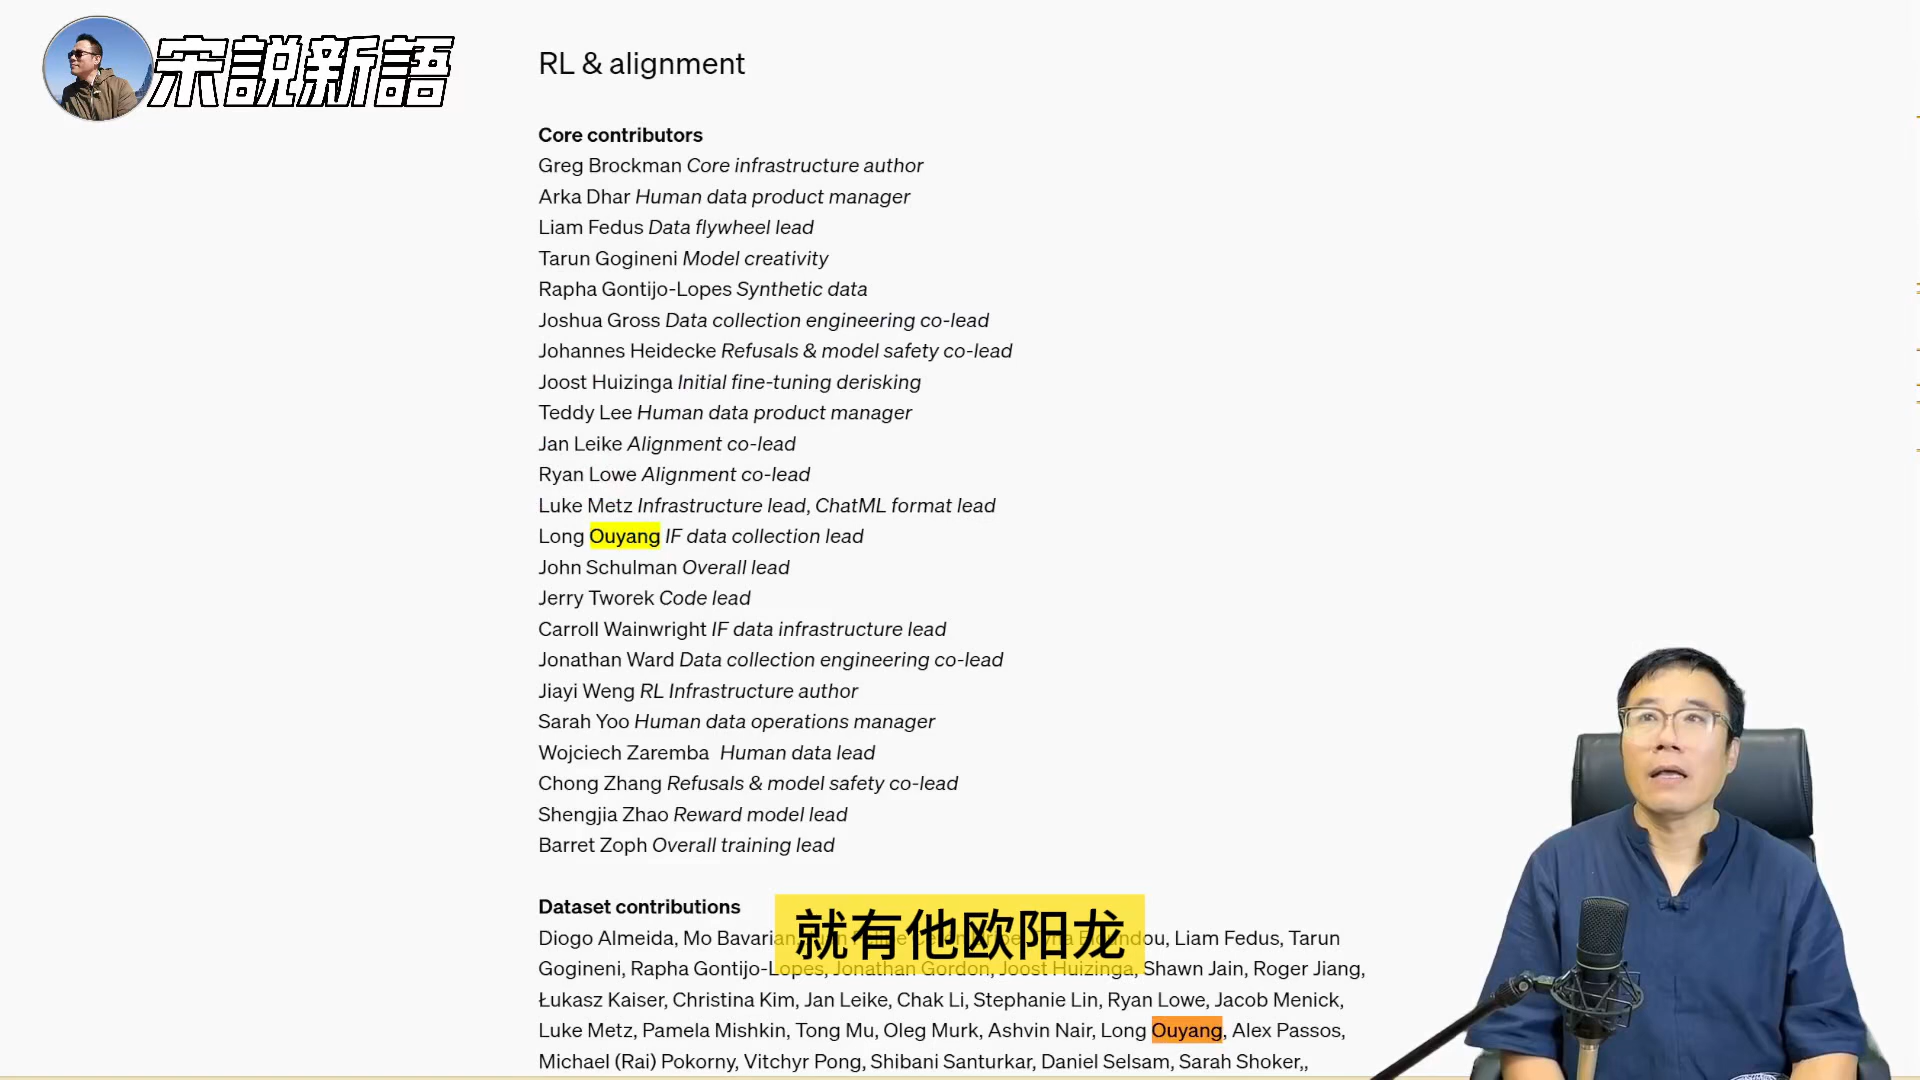 宋説新語
RL & alignment
Core contributors
Greg Brockman Core infrastructure author
Arka Dhar Human data product manager
Liam Fedus Data flywheel lead
Tarun Gogineni Model creativity
Rapha Gontijo-Lopes Synthetic data
Joshua Gross Data collection engineering co-lead
Johannes Heidecke Refusals & model safety co-lead
Joost Huizinga Initial fine-tuning derisking
Teddy Lee Human data product manager
Jan Leike Alignment co-lead
Ryan Lowe Alignment co-lead
Luke Metz Infrastructure lead, ChatML format lead
Long Ouyang IF data collection lead
John Schulman Overall lead
Jerry Tworek Code lead
Carroll Wainwright IF data infrastructure lead
Jonathan Ward Data collection engineering co-lead
Jiayi Weng RL Infrastructure author
Sarah Yoo Human data operations manager
Wojciech Zaremba Human data lead
Chong Zhang Refusals & model safety co-lead
Shengjia Zhao Reward model lead
Barret Zoph Overall training lead
Dataset contributions
就有他欧阳龙
Diogo Almeida, Mo Bavarian, Liam Fedus, Tarun
Gogineni, Rapha Gontijo-Lopes, Jonathan Gordon, Joost Huizinga, Shawn Jain, Roger Jiang,
Łukasz Kaiser, Christina Kim, Jan Leike, Chak Li, Stephanie Lin, Ryan Lowe, Jacob Menick,
Luke Metz, Pamela Mishkin, Tong Mu, Oleg Murk, Ashvin Nair, Long Ouyang, Alex Passos,
Michael (Rai) Pokorny, Vitchyr Pong, Shibani Santurkar, Daniel Selsam, Sarah Shoker,,